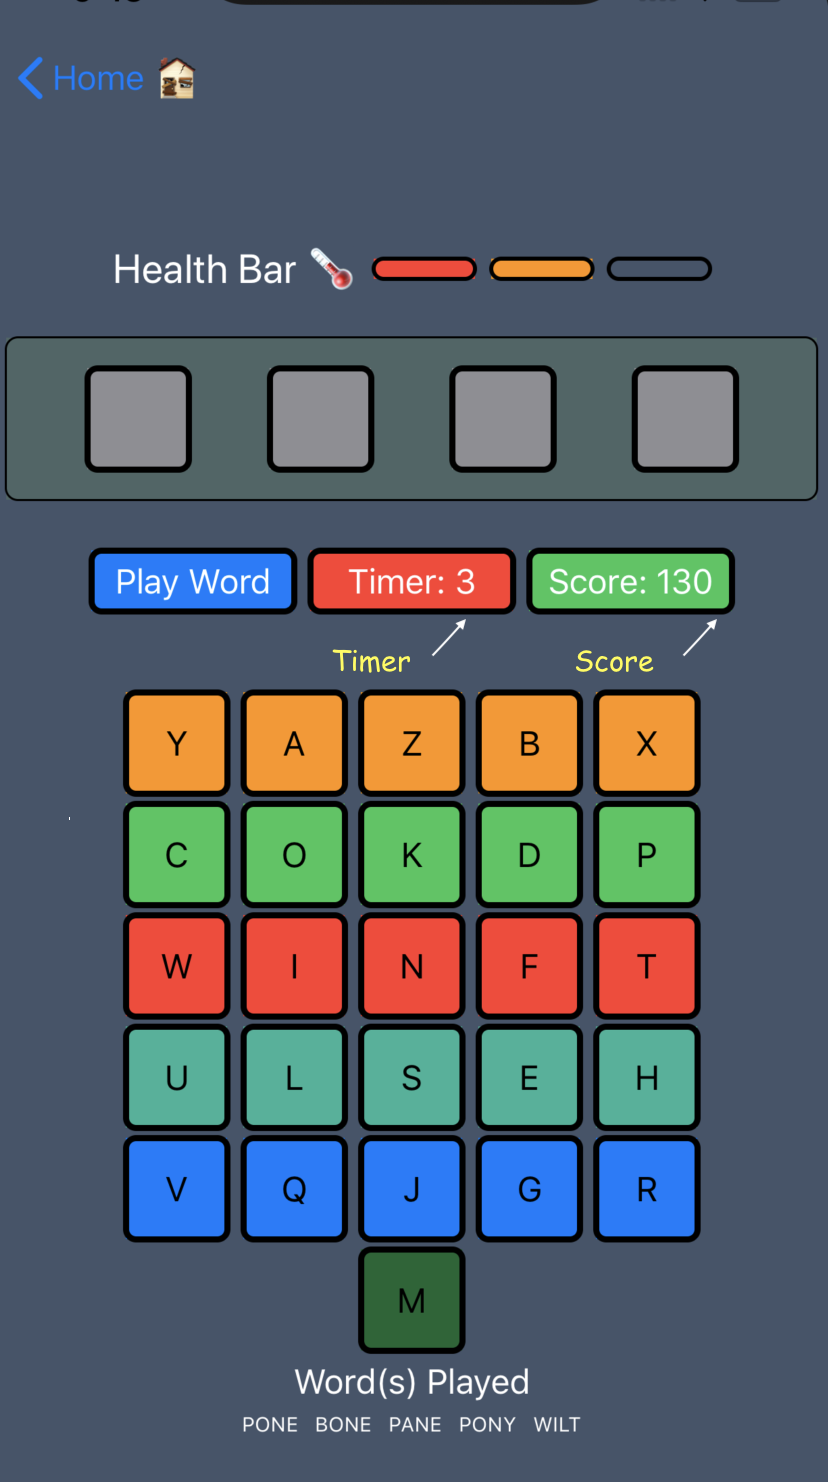 Home
Health Bar
Play Word Timer: 3 Score: 130
Timer Score
Y A Z B X
C O K D P
W I N F T
U L S E H
V Q J G R
M
Word(s) Played
PONE BONE PANE PONY WILT